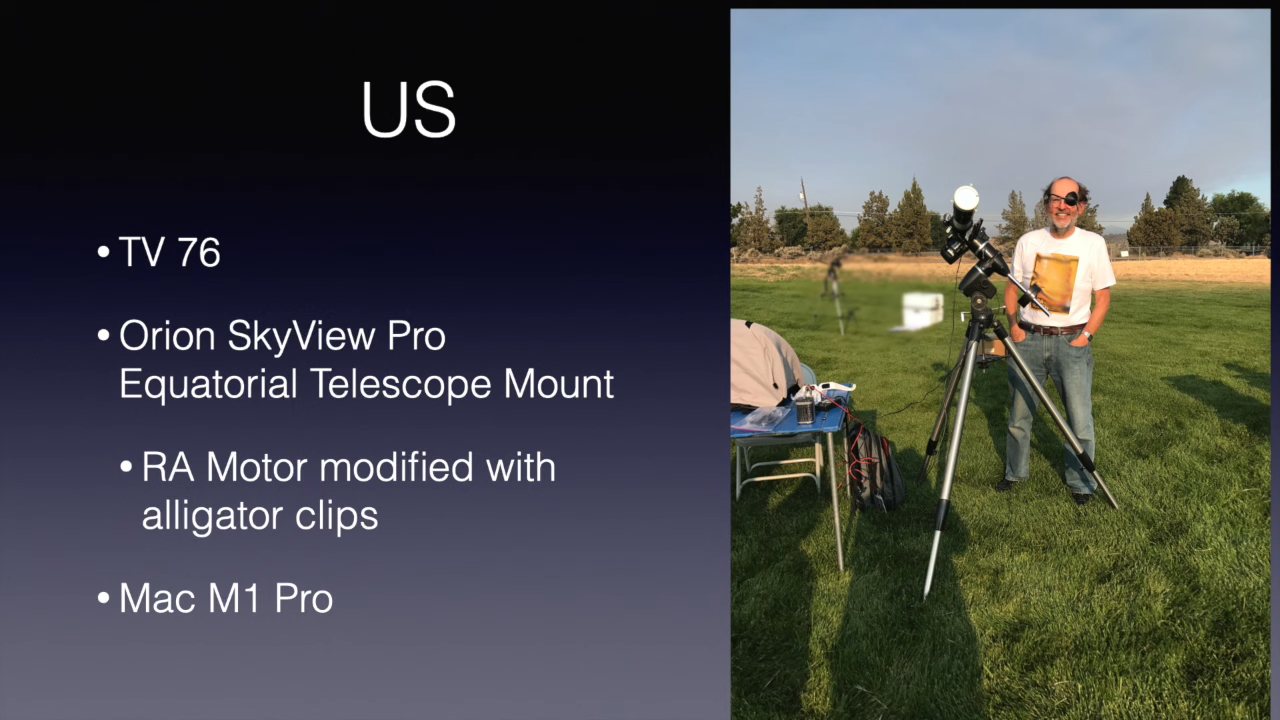 US
• TV 76
• Orion SkyView Pro
Equatorial Telescope Mount
• RA Motor modified with
alligator clips
• Mac M1 Pro